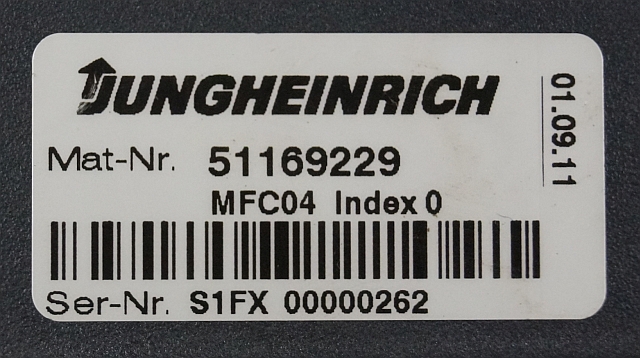 JUNGHEINRICH
01.09.11
Mat-Nr. 51169229
MFC04 Index 0
Ser-Nr. S1FX 00000262